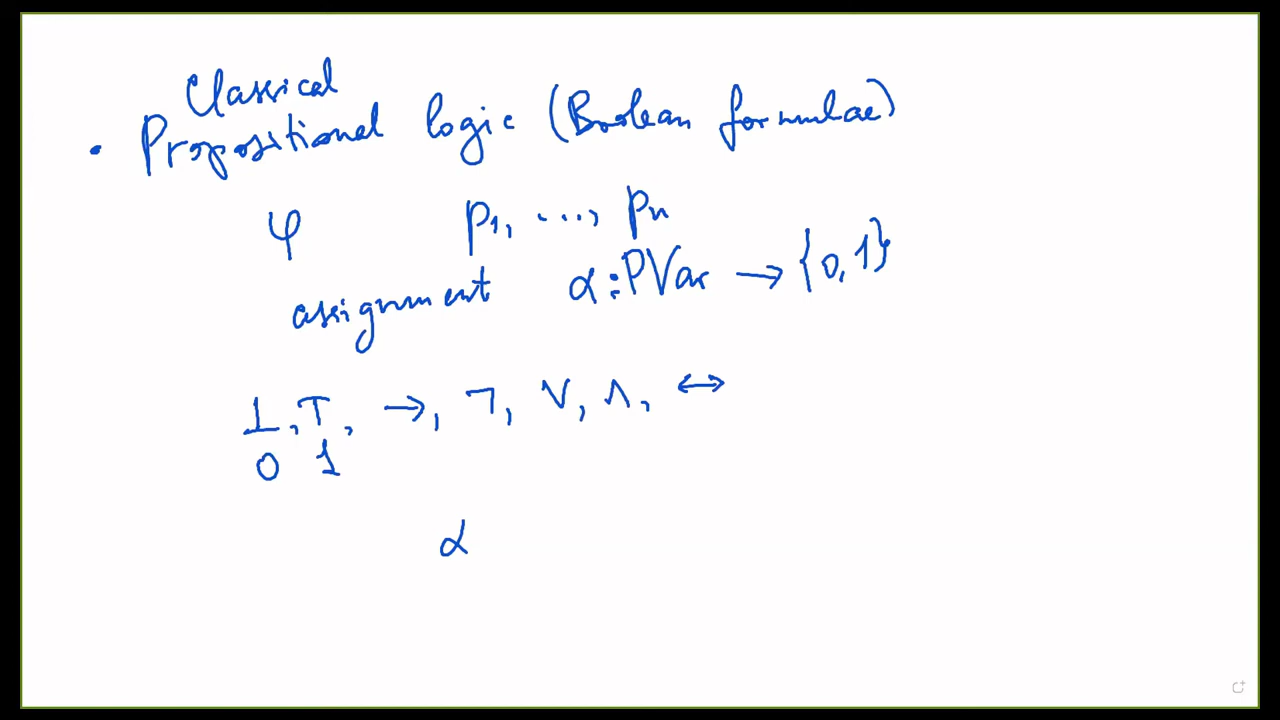 Classical
• Propositional logic (Boolean formulae)
φ p1, ..., pn
assignment α : PVar → {0, 1}
⊥, ⊤, →, ¬, ∨, ∧, ↔
0 1
α